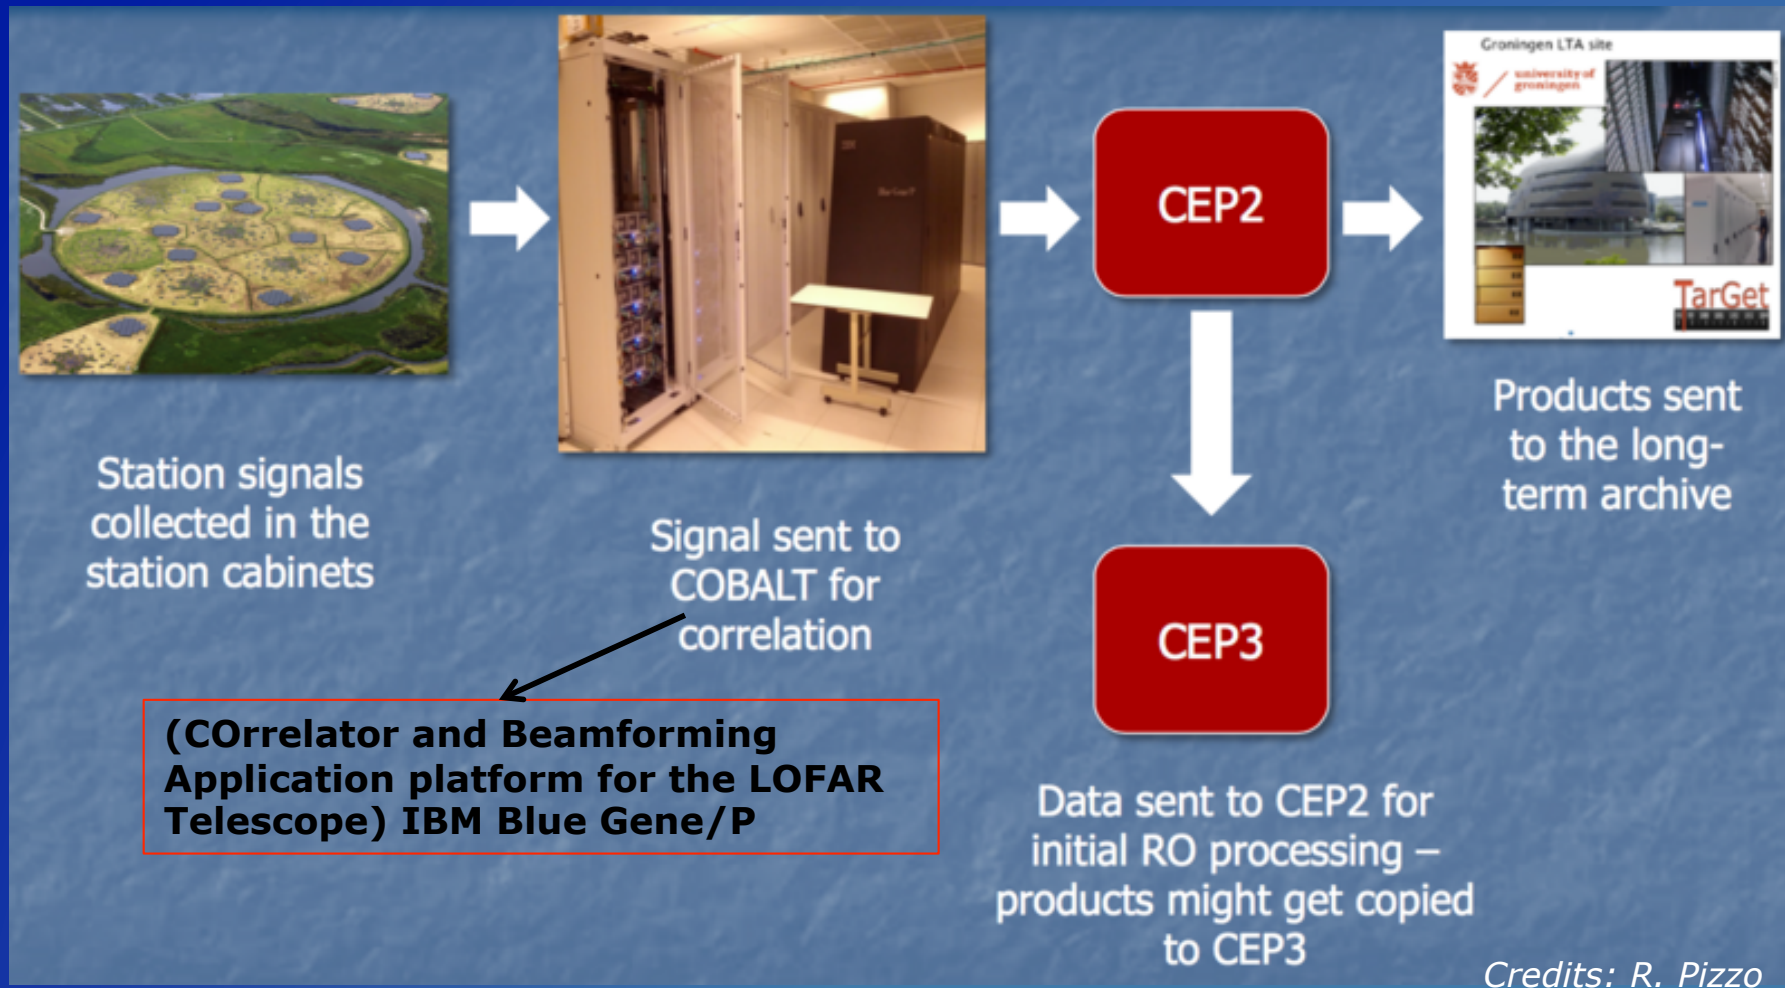 Station signals
collected in the
station cabinets
Signal sent to
COBALT for
correlation
(COrrelator and Beamforming
Application platform for the LOFAR
Telescope) IBM Blue Gene/P
CEP2
CEP3
Data sent to CEP2 for
initial RO processing –
products might get copied
to CEP3
Groningen LTA site
university of
groningen
TarGet
Products sent
to the long-
term archive
Credits: R. Pizzo